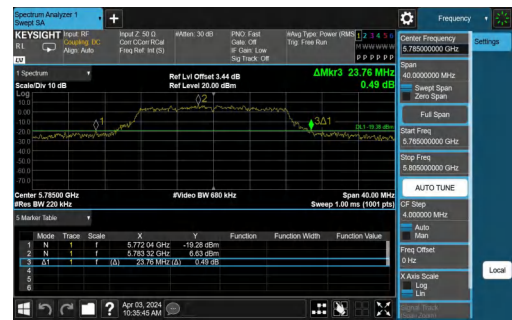 Spectrum Analyzer 1
Swept SA
Frequency
KEYSIGHT
Input: RF
Input Z: 50 Ω
#Atten: 30 dB
PNO: Fast
#Avg Type: Power (RMS
1 2 3 4 5 6
Center Frequency
Settings
RL
Coupling: DC
Corr CCorr RCal
Gate: Off
Trig: Free Run
M W W W W W
5.785000000 GHz
Align: Auto
Freq Ref: Int (S)
IF Gain: Low
Sig Track: Off
P P P P P P
Span
40.0000000 MHz
1 Spectrum
Ref Lvl Offset 3.44 dB
ΔMkr3 23.76 MHz
Scale/Div 10 dB
Ref Level 20.00 dBm
0.49 dB
Swept Span
Zero Span
Log
10.0
0.00
-10.0
-20.0
-30.0
-40.0
-50.0
-60.0
-70.0
1
2
3Δ1
DL1 -19.28 dBm
Full Span
Start Freq
5.765000000 GHz
Stop Freq
5.805000000 GHz
Center 5.78500 GHz
#Video BW 680 kHz
Span 40.00 MHz
#Res BW 220 kHz
Sweep 1.00 ms (1001 pts)
AUTO TUNE
5 Marker Table
CF Step
4.000000 MHz
Auto
Man
Mode Trace Scale X Y Function Function Width Function Value
1 N 1 f 5.772 04 GHz -19.28 dBm
2 N 1 f 5.783 32 GHz 6.63 dBm
3 Δ1 1 f (Δ) 23.76 MHz (Δ) 0.49 dB
4
5
6
Freq Offset
0 Hz
X Axis Scale
Log
Lin
Local
Signal Track
Apr 03, 2024
10:35:45 AM